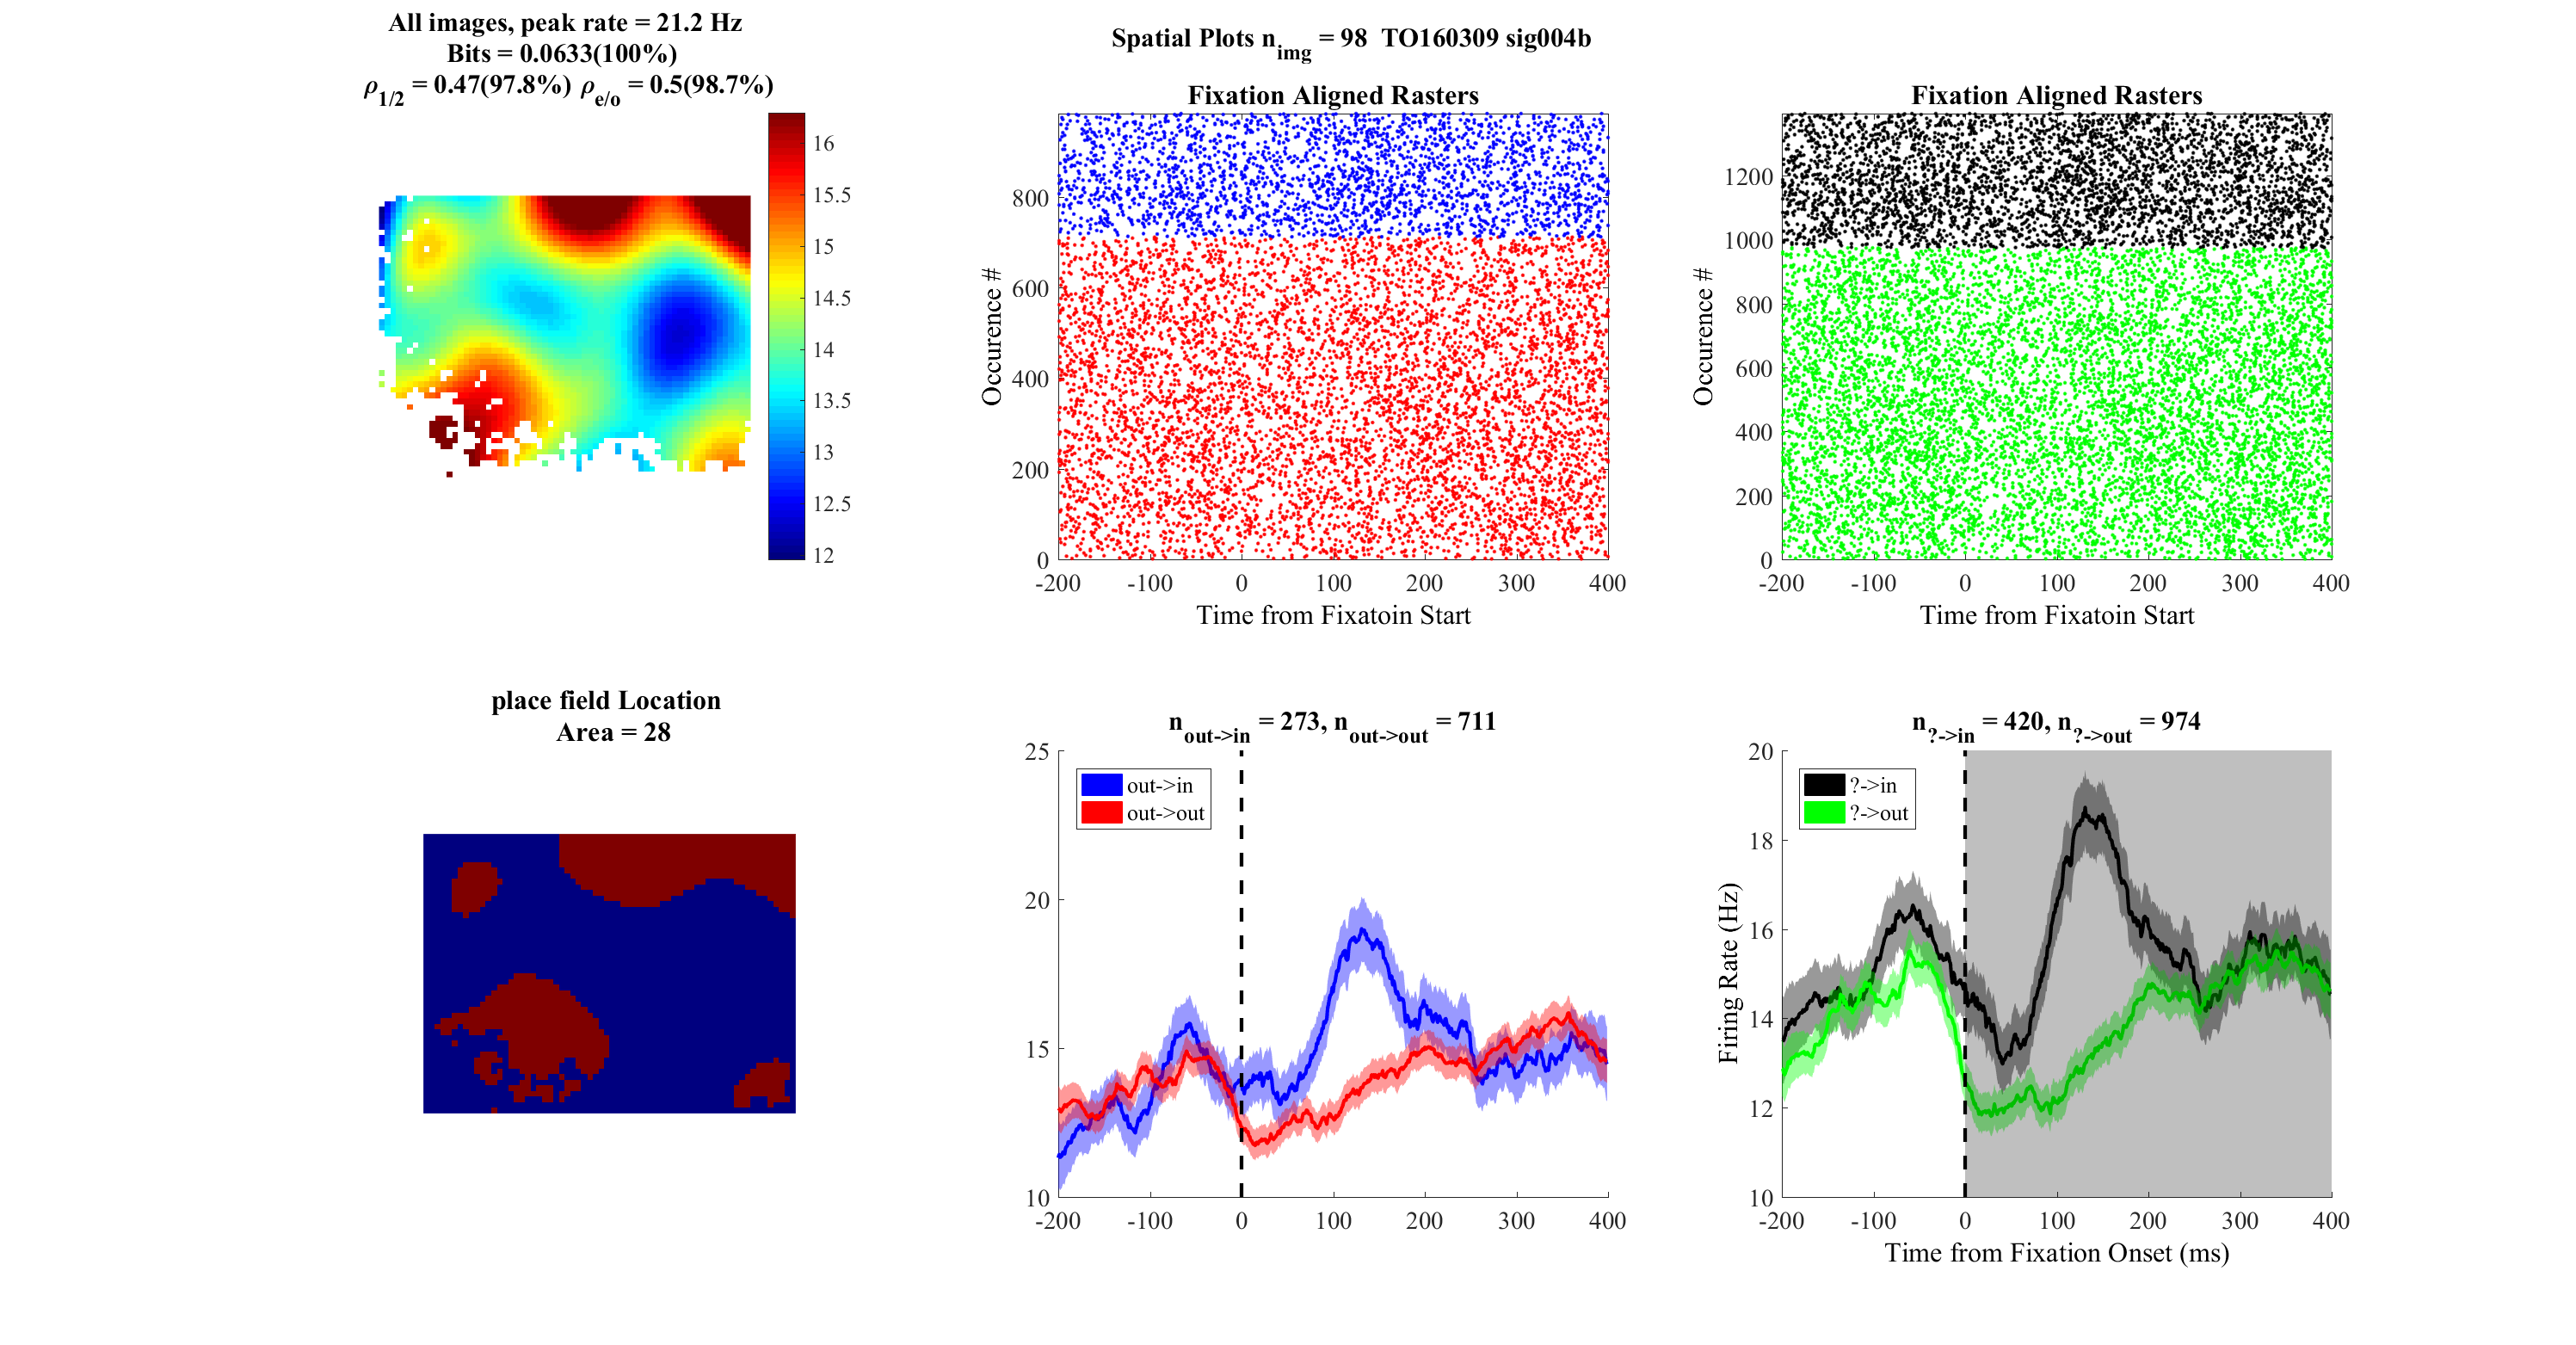 All images, peak rate = 21.2 Hz
Bits = 0.0633(100%)
ρ1/2 = 0.47(97.8%) ρe/o = 0.5(98.7%)
16
15.5
15
14.5
14
13.5
13
12.5
12
Spatial Plots nimg = 98 TO160309 sig004b
Fixation Aligned Rasters
Occurence #
800
600
400
200
0
-200 -100 0 100 200 300 400
Time from Fixatoin Start
Fixation Aligned Rasters
Occurence #
1200
1000
800
600
400
200
0
-200 -100 0 100 200 300 400
Time from Fixatoin Start
place field Location
Area = 28
nout->in = 273, nout->out = 711
25
20
15
10
out->in
out->out
-200 -100 0 100 200 300 400
n?->in = 420, n?->out = 974
Firing Rate (Hz)
20
18
16
14
12
10
?->in
?->out
-200 -100 0 100 200 300 400
Time from Fixation Onset (ms)